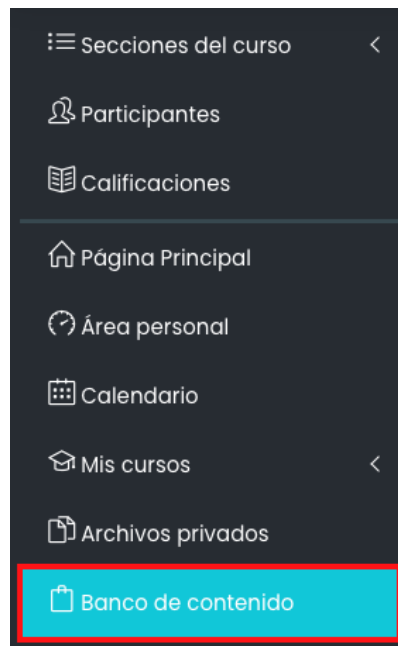 Secciones del curso
Participantes
Calificaciones
Página Principal
Área personal
Calendario
Mis cursos
Archivos privados
Banco de contenido